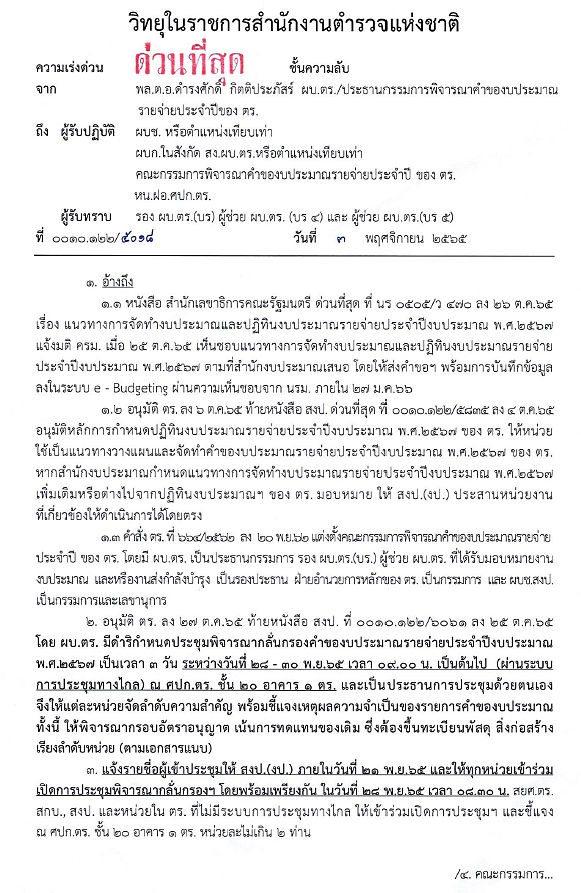 วิทยุในราชการสำนักงานตำรวจแห่งชาติ
ความเร่งด่วน ด่วนที่สุด ชั้นความลับ
จาก พล.ต.อ.ดำรงศักดิ์ กิตติประภัสร์ ผบ.ตร./ประธานกรรมการพิจารณาคำของบประมาณ
รายจ่ายประจำปีของ ตร.
ถึง ผู้รับปฏิบัติ ผบช. หรือตำแหน่งเทียบเท่า
ผบก.ในสังกัด สง.ผบ.ตร.หรือตำแหน่งเทียบเท่า
คณะกรรมการพิจารณาคำของบประมาณรายจ่ายประจำปี ของ ตร.
หน.ฝอ.ศปก.ตร.
ผู้รับทราบ รอง ผบ.ตร.(บร) ผู้ช่วย ผบ.ตร. (บร ๔) และ ผู้ช่วย ผบ.ตร.(บร ๕)
ที่ ๐๐๑๐.๑๒๒/๕๐๑๘ วันที่ ๓ พฤศจิกายน ๒๕๖๕
๑. อ้างถึง
๑.๑ หนังสือ สำนักเลขาธิการคณะรัฐมนตรี ด่วนที่สุด ที่ นร ๐๕๐๕/ว ๔๗๐ ลง ๒๖ ต.ค.๖๕
เรื่อง แนวทางการจัดทำงบประมาณและปฏิทินงบประมาณรายจ่ายประจำปีงบประมาณ พ.ศ.๒๕๖๗
แจ้งมติ ครม. เมื่อ ๒๕ ต.ค.๖๕ เห็นชอบแนวทางการจัดทำงบประมาณและปฏิทินงบประมาณรายจ่าย
ประจำปีงบประมาณ พ.ศ.๒๕๖๗ ตามที่สำนักงบประมาณเสนอ โดยให้ส่งคำขอฯ พร้อมการบันทึกข้อมูล
ลงในระบบ e - Budgeting ผ่านความเห็นชอบจาก นรม. ภายใน ๒๗ ม.ค.๖๖
๑.๒ อนุมัติ ตร. ลง ๖ ต.ค.๖๕ ท้ายหนังสือ สงป. ด่วนที่สุด ที่ ๐๐๑๐.๑๒๒/๕๘๓๕ ลง ๔ ต.ค.๖๕
อนุมัติหลักการกำหนดปฏิทินงบประมาณรายจ่ายประจำปีงบประมาณ พ.ศ.๒๕๖๗ ของ ตร. ให้หน่วย
ใช้เป็นแนวทางวางแผนและจัดทำคำของบประมาณรายจ่ายประจำปีงบประมาณ พ.ศ.๒๕๖๗ ของ ตร.
หากสำนักงบประมาณกำหนดแนวทางการจัดทำงบประมาณรายจ่ายประจำปีงบประมาณ พ.ศ.๒๕๖๗
เพิ่มเติมหรือต่างไปจากปฏิทินงบประมาณฯ ของ ตร. มอบหมาย ให้ สงป.(งป.) ประสานหน่วยงาน
ที่เกี่ยวข้องให้ดำเนินการได้โดยตรง
๑.๓ คำสั่ง ตร. ที่ ๖๖๔/๒๕๖๒ ลง ๒๐ พ.ย.๖๒ แต่งตั้งคณะกรรมการพิจารณาคำของบประมาณรายจ่าย
ประจำปี ของ ตร. โดยมี ผบ.ตร. เป็นประธานกรรมการ รอง ผบ.ตร.(บร.) ผู้ช่วย ผบ.ตร. ที่ได้รับมอบหมายงาน
งบประมาณ และหรืองานส่งกำลังบำรุง เป็นรองประธาน ฝ่ายอำนวยการหลักของ ตร. เป็นกรรมการ และ ผบช.สงป.
เป็นกรรมการและเลขานุการ
๒. อนุมัติ ตร. ลง ๒๗ ต.ค.๖๕ ท้ายหนังสือ สงป. ที่ ๐๐๑๐.๑๒๒/๖๐๖๑ ลง ๒๕ ต.ค.๖๕
โดย ผบ.ตร. มีดำริกำหนดประชุมพิจารณากลั่นกรองคำของบประมาณรายจ่ายประจำปีงบประมาณ
พ.ศ.๒๕๖๗ เป็นเวลา ๓ วัน ระหว่างวันที่ ๒๘ - ๓๐ พ.ย.๖๕ เวลา ๐๙.๐๐ น. เป็นต้นไป (ผ่านระบบ
การประชุมทางไกล) ณ ศปก.ตร. ชั้น ๒๐ อาคาร ๑ ตร. และเป็นประธานการประชุมด้วยตนเอง
จึงให้แต่ละหน่วยจัดลำดับความสำคัญ พร้อมชี้แจงเหตุผลความจำเป็นของรายการคำของบประมาณ
ทั้งนี้ ให้พิจารณากรอบอัตราอนุญาต เน้นการทดแทนของเดิม ซึ่งต้องขึ้นทะเบียนพัสดุ สิ่งก่อสร้าง
เรียงลำดับหน่วย (ตามเอกสารแนบ)
๓. แจ้งรายชื่อผู้เข้าประชุมให้ สงป.(งป.) ภายในวันที่ ๒๑ พ.ย.๖๕ และให้ทุกหน่วยเข้าร่วม
เปิดการประชุมพิจารณากลั่นกรองฯ โดยพร้อมเพรียงกัน ในวันที่ ๒๘ พ.ย.๖๕ เวลา ๐๘.๓๐ น. สยศ.ตร.
สกบ., สงป. และหน่วยใน ตร. ที่ไม่มีระบบการประชุมทางไกล ให้เข้าร่วมเปิดการประชุมฯ และชี้แจง
ณ ศปก.ตร. ชั้น ๒๐ อาคาร ๑ ตร. หน่วยละไม่เกิน ๒ ท่าน
/๔. คณะกรรมการ...